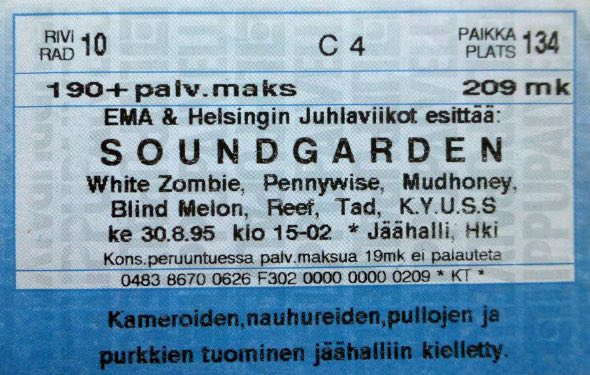 RIVI RAD 10 C 4 PAIKKA PLATS 134
190+palv.maks 209 mk
EMA & Helsingin Juhlaviikot esittää:
SOUNDGARDEN
White Zombie, Pennywise, Mudhoney,
Blind Melon, Reef, Tad, K.Y.U.S.S
ke 30.8.95 klo 15-02 * Jäähalli, Hki
Kons.peruuntuessa palv.maksua 19mk ei palauteta
0483 8670 0626 F302 0000 0000 0209 * KT *
Kameroiden,nauhureiden,pullojen ja
purkkien tuominen jäähalliin kielletty.